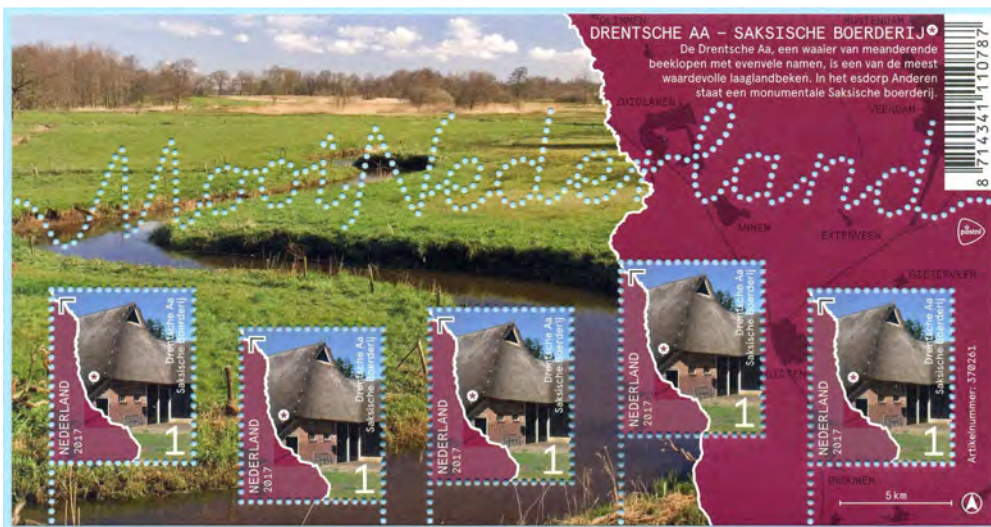 DRENTSCHE AA – SAKSISCHE BOERDERIJ
De Drentsche Aa, een waaier van meanderende
beeklopen met evenvele namen, is een van de meest
waardevolle laaglandbeken. In het esdorp Anderen
staat een monumentale Saksische boerderij.
8 714341 110787
ZUIDLAREN
VEENDAM
Mooi Nederland
ANNEN
EXTERVEEN
postnl
GIETERVEER
Drentsche Aa
Saksische Boerderij
NEDERLAND
2017
1
Drentsche Aa
Saksische Boerderij
NEDERLAND
2017
1
Drentsche Aa
Saksische Boerderij
NEDERLAND
2017
1
Drentsche Aa
Saksische Boerderij
NEDERLAND
2017
1
Drentsche Aa
Saksische Boerderij
NEDERLAND
2017
1
Artikelnummer: 370261
5 km